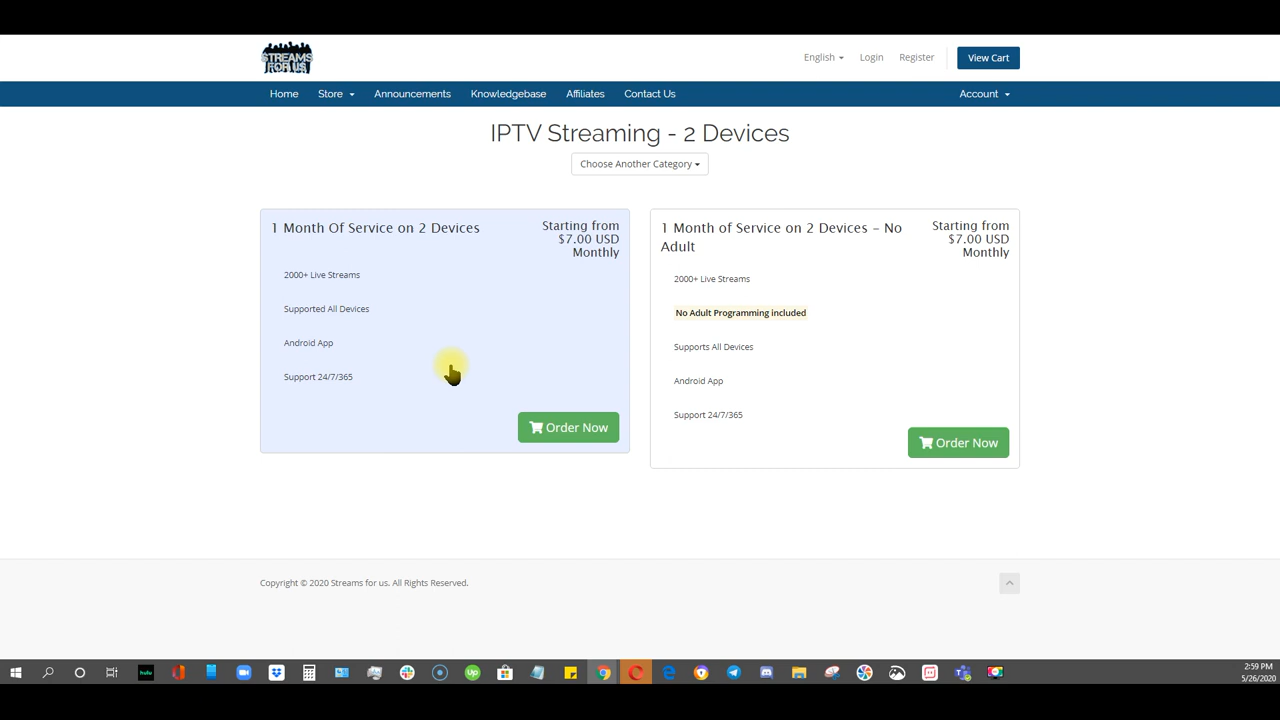 STREAMS
FOR US
English
Login
Register
View Cart
Home
Store
Announcements
Knowledgebase
Affiliates
Contact Us
Account
IPTV Streaming - 2 Devices
Choose Another Category
1 Month Of Service on 2 Devices
Starting from
$7.00 USD
Monthly
2000+ Live Streams
Supported All Devices
Android App
Support 24/7/365
Order Now
1 Month of Service on 2 Devices - No
Adult
Starting from
$7.00 USD
Monthly
2000+ Live Streams
No Adult Programming included
Supports All Devices
Android App
Support 24/7/365
Order Now
Copyright © 2020 Streams for us. All Rights Reserved.
hulu
Up
2:59 PM
5/26/2020